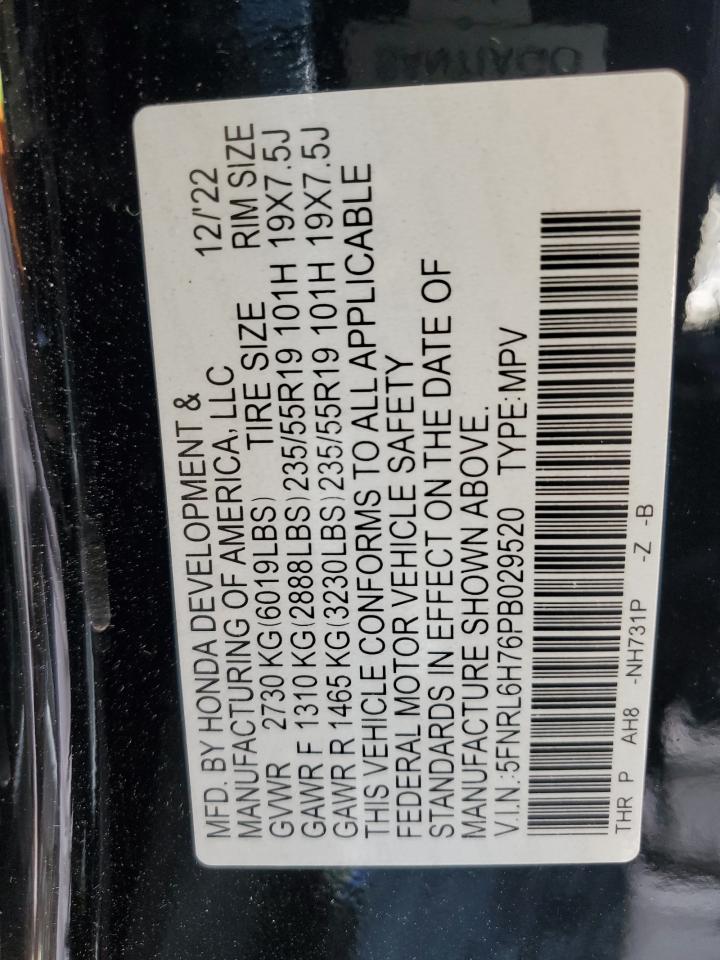 MFD. BY HONDA DEVELOPMENT & 12/'22
MANUFACTURING OF AMERICA, LLC
TIRE SIZE RIM SIZE
GVWR 2730 KG(6019LBS)
GAWR F 1310 KG(2888LBS)235/55R19 101H 19X7.5J
GAWR R 1465 KG(3230LBS)235/55R19 101H 19X7.5J
THIS VEHICLE CONFORMS TO ALL APPLICABLE
FEDERAL MOTOR VEHICLE SAFETY
STANDARDS IN EFFECT ON THE DATE OF
MANUFACTURE SHOWN ABOVE.
V.I.N.:5FNRL6H76PB029520 TYPE:MPV
THR P AH8 -NH731P -Z -B